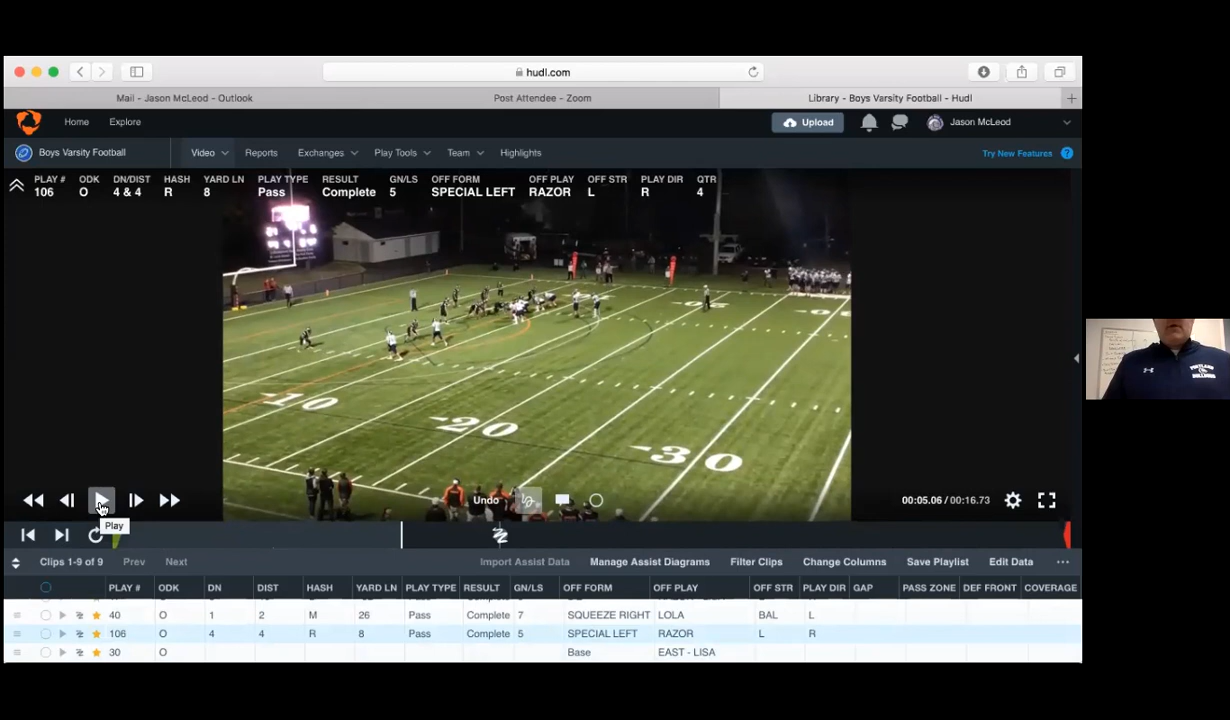 hudl.com
Mail - Jason McLeod - Outlook Post Attendee - Zoom Library - Boys Varsity Football - Hudl
Home Explore Upload Jason McLeod
Boys Varsity Football Video Reports Exchanges Play Tools Team Highlights Try New Features ?
PLAY # ODK DN/DIST HASH YARD LN PLAY TYPE RESULT GN/LS OFF FORM OFF PLAY OFF STR PLAY DIR QTR
106 O 4 & 4 R 8 Pass Complete 5 SPECIAL LEFT RAZOR L R 4
10
20
30
Undo 00:05.06 / 00:16.73
Play
Clips 1-9 of 9 Prev Next Import Assist Data Manage Assist Diagrams Filter Clips Change Columns Save Playlist Edit Data ...
PLAY # ODK DN DIST HASH YARD LN PLAY TYPE RESULT GN/LS OFF FORM OFF PLAY OFF STR PLAY DIR GAP PASS ZONE DEF FRONT COVERAGE
40 O 1 2 M 26 Pass Complete 7 SQUEEZE RIGHT LOLA BAL L
106 O 4 4 R 8 Pass Complete 5 SPECIAL LEFT RAZOR L R
30 O Base EAST - LISA